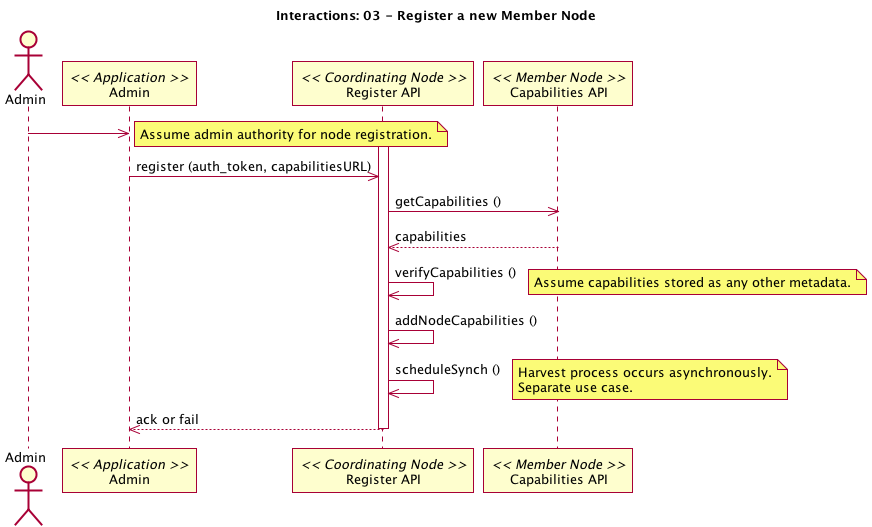 Interactions: 03 - Register a new Member Node
Admin
<< Application >>
Admin
<< Coordinating Node >>
Register API
<< Member Node >>
Capabilities API
Assume admin authority for node registration.
register (auth_token, capabilitiesURL)
getCapabilities ()
capabilities
verifyCapabilities ()
Assume capabilities stored as any other metadata.
addNodeCapabilities ()
scheduleSynch ()
Harvest process occurs asynchronously.
Separate use case.
ack or fail
Admin
<< Application >>
Admin
<< Coordinating Node >>
Register API
<< Member Node >>
Capabilities API